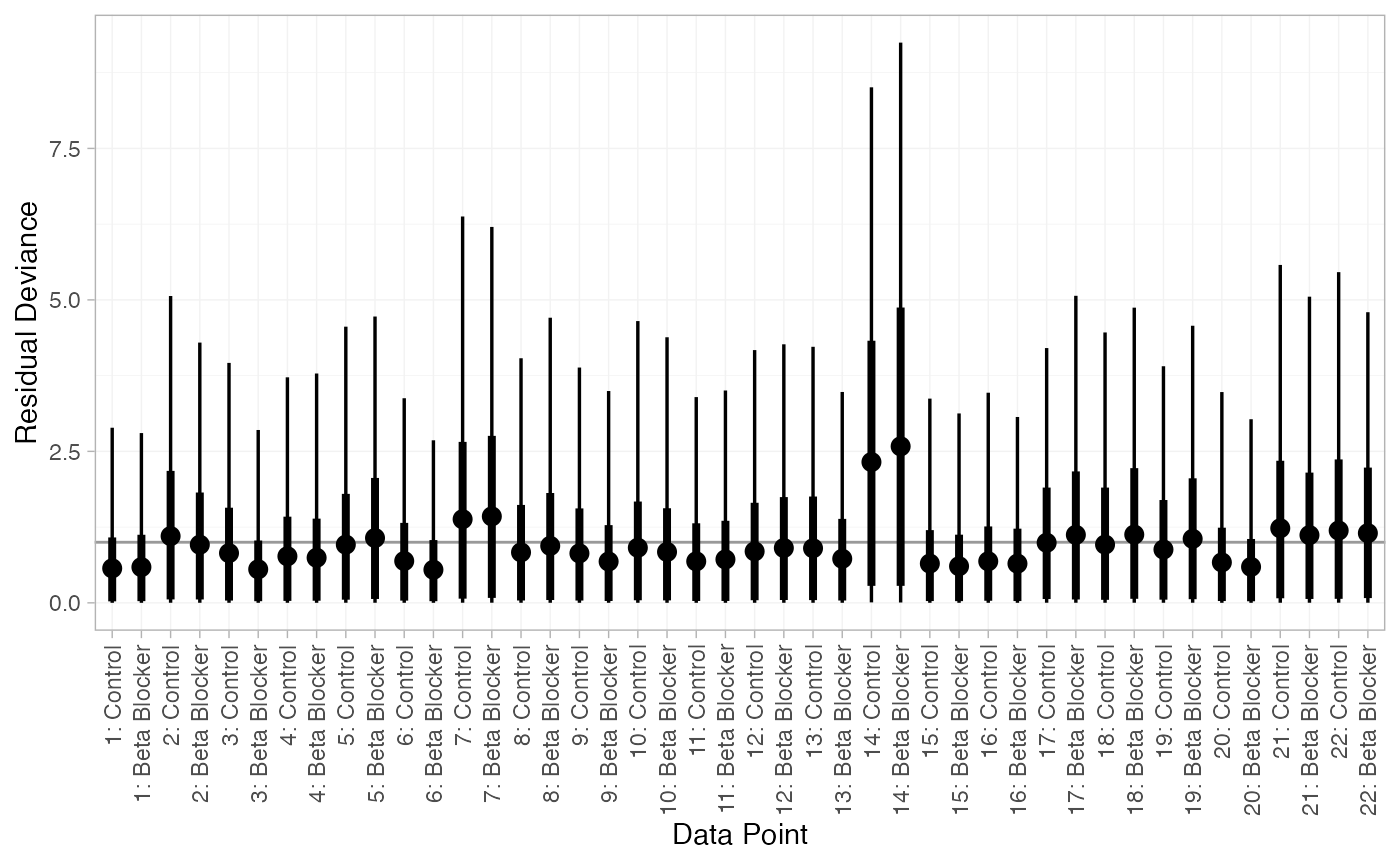 Residual Deviance
7.5
5.0
2.5
0.0
1: Control
1: Beta Blocker
2: Control
2: Beta Blocker
3: Control
3: Beta Blocker
4: Control
4: Beta Blocker
5: Control
5: Beta Blocker
6: Control
6: Beta Blocker
7: Control
7: Beta Blocker
8: Control
8: Beta Blocker
9: Control
9: Beta Blocker
10: Control
10: Beta Blocker
11: Control
11: Beta Blocker
12: Control
12: Beta Blocker
13: Control
13: Beta Blocker
14: Control
14: Beta Blocker
15: Control
15: Beta Blocker
16: Control
16: Beta Blocker
17: Control
17: Beta Blocker
18: Control
18: Beta Blocker
19: Control
19: Beta Blocker
20: Control
20: Beta Blocker
21: Control
21: Beta Blocker
22: Control
22: Beta Blocker
Data Point